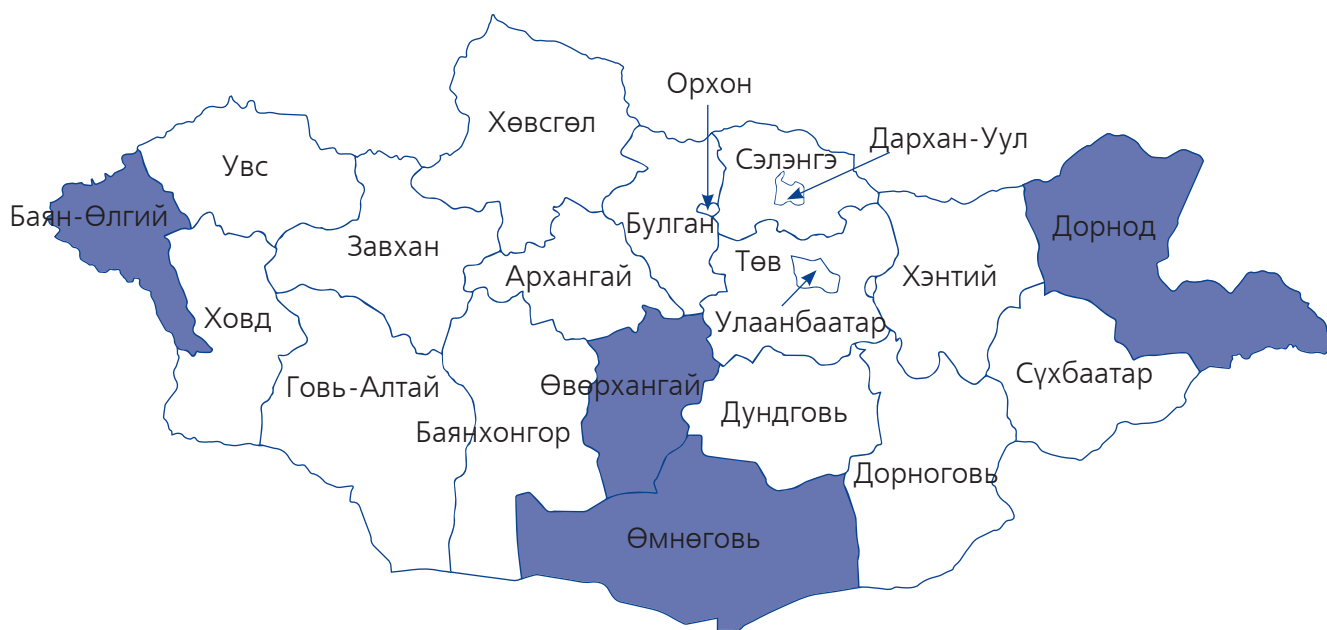 Орхон
Хөвсгөл
Дархан-Уул
Сэлэнгэ
Увс
Баян-Өлгий
Булган
Дорнод
Завхан
Төв
Архангай
Хэнтий
Ховд
Улаанбаатар
Сүхбаатар
Говь-Алтай
Өвөрхангай
Дундговь
Баянхонгор
Дорноговь
Өмнөговь